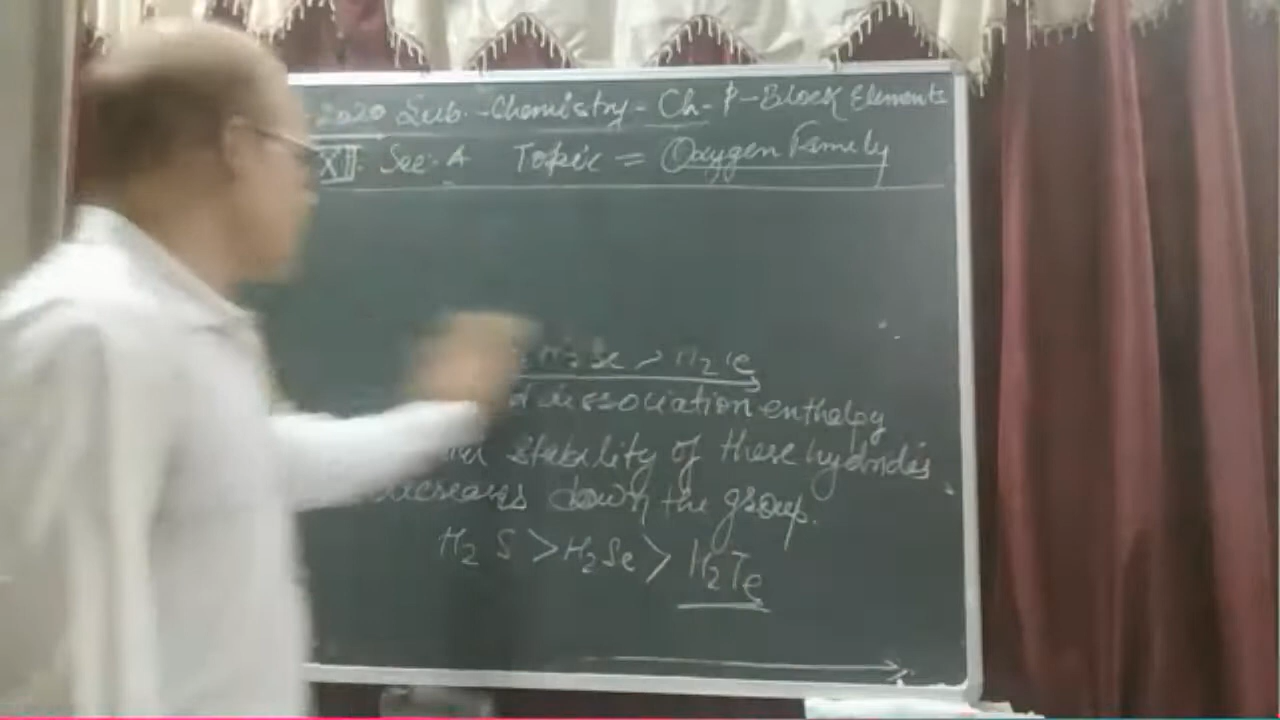 2020 Sub. - Chemistry - Ch - P - Block Elements
XII. Sec: A Topic = Oxygen Family
H2Se > H2Te
dissociation enthalpy
stability of these hydrides
decreases down the group.
H2S > H2Se > H2Te